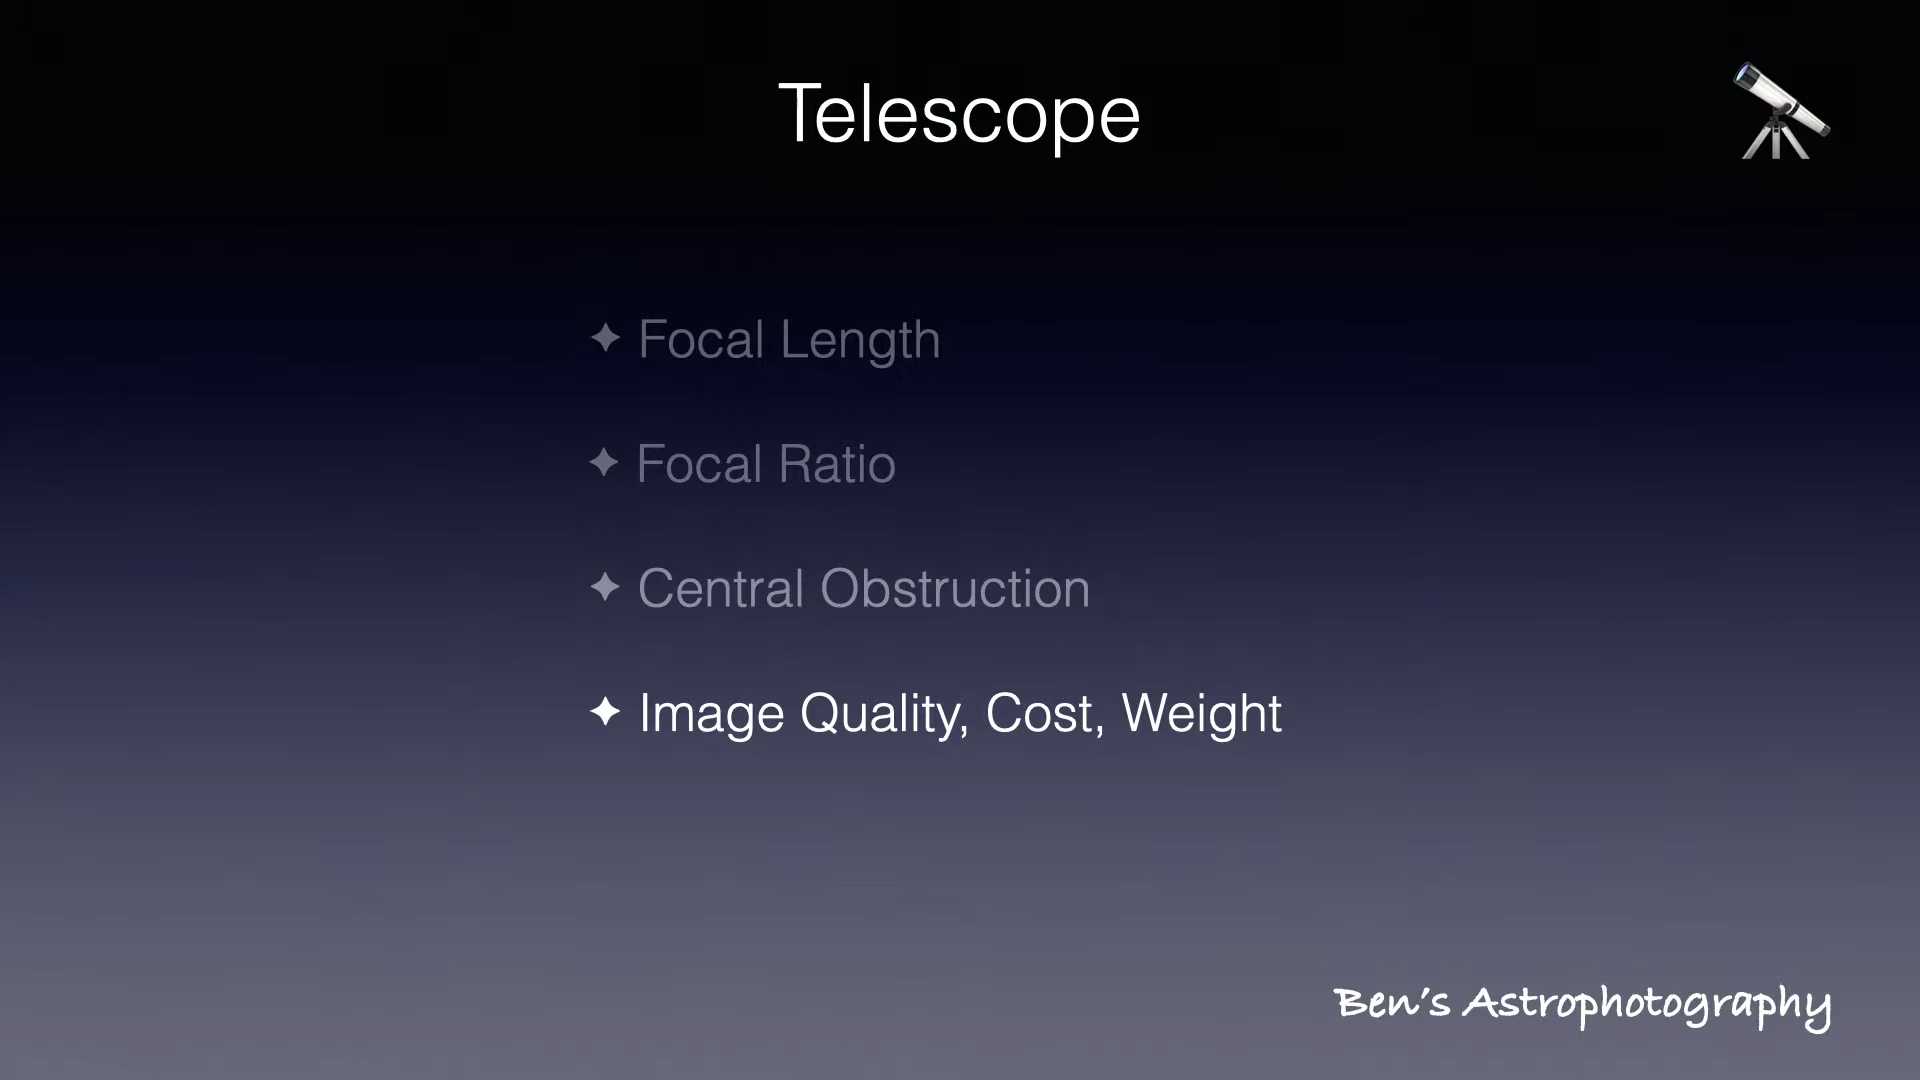 Telescope
✦ Focal Length
✦ Focal Ratio
✦ Central Obstruction
✦ Image Quality, Cost, Weight
Ben's Astrophotography